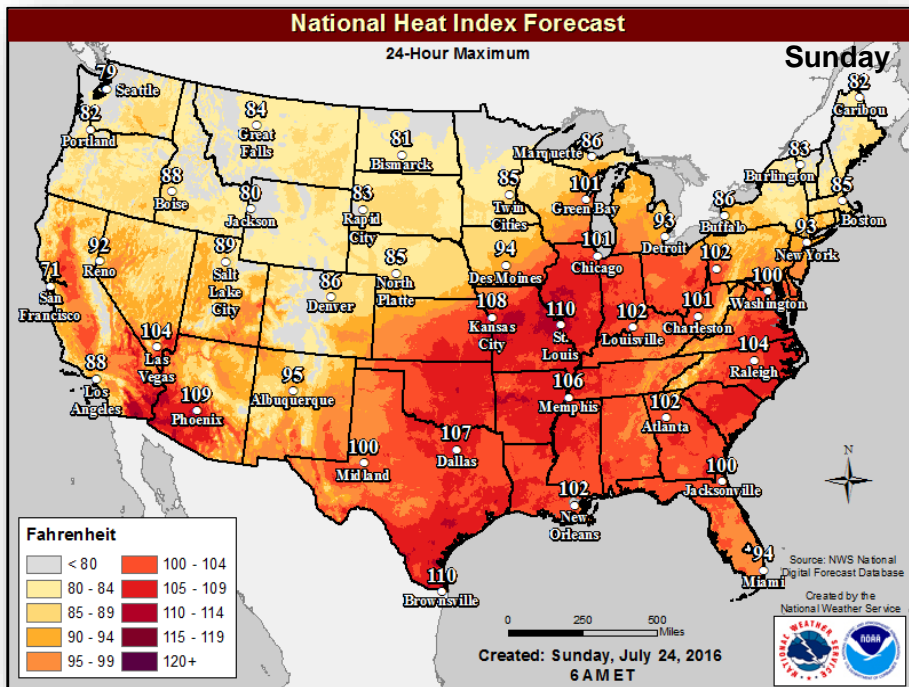 National Heat Index Forecast
24-Hour Maximum
Sunday
79
Seattle
82
Portland
84
Great
Falls
81
Bismarck
86
Marquette
82
Caribou
83
Burlington
85
Boston
88
Boise
80
Jackson
83
Rapid
City
85
Twin
Cities
101
Green Bay
93
Detroit
86
Buffalo
93
New York
92
Reno
89
Salt
Lake
City
86
Denver
85
North
Platte
94
Des Moines
101
Chicago
102
100
Washington
71
San
Francisco
108
Kansas
City
110
St.
Louis
102
Louisville
101
Charleston
104
Raleigh
104
Las
Vegas
88
Los
Angeles
109
Phoenix
95
Albuquerque
106
Memphis
102
Atlanta
100
Midland
107
Dallas
102
New
Orleans
100
Jacksonville
94
Miami
110
Brownsville
N
Fahrenheit
< 80
80 - 84
85 - 89
90 - 94
95 - 99
100 - 104
105 - 109
110 - 114
115 - 119
120+
0 250 500
Miles
Created: Sunday, July 24, 2016
6 AM ET
Source: NWS National
Digital Forecast Database
Created by the
National Weather Service
NATIONAL WEATHER SERVICE
NOAA